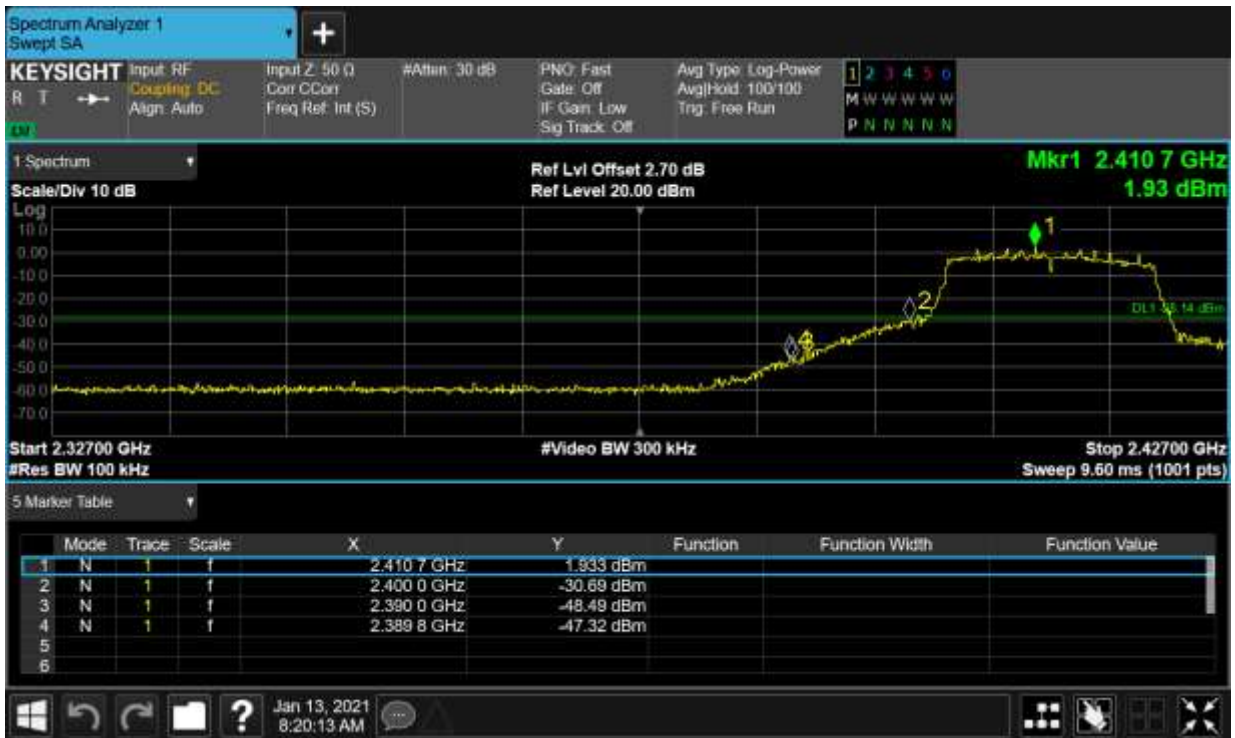 Spectrum Analyzer 1
Swept SA
+
KEYSIGHT
R T
Input: RF
Coupling: DC
Align: Auto
Input Z: 50 Ω
Corr CCorr
Freq Ref: Int (S)
#Atten: 30 dB
PNO: Fast
Gate: Off
IF Gain: Low
Sig Track: Off
Avg Type: Log-Power
Avg|Hold: 100/100
Trig: Free Run
1 2 3 4 5 6
M W W W W W
P N N N N N
1 Spectrum
Scale/Div 10 dB
Ref Lvl Offset 2.70 dB
Ref Level 20.00 dBm
Mkr1 2.410 7 GHz
1.93 dBm
Log
10.0
0.00
-10.0
-20.0
-30.0
-40.0
-50.0
-60.0
-70.0
1
2
Start 2.32700 GHz
#Res BW 100 kHz
#Video BW 300 kHz
Stop 2.42700 GHz
Sweep 9.60 ms (1001 pts)
5 Marker Table
Mode Trace Scale X Y Function Function Width Function Value
1 N 1 f 2.410 7 GHz 1.933 dBm
2 N 1 f 2.400 0 GHz -30.69 dBm
3 N 1 f 2.390 0 GHz -48.49 dBm
4 N 1 f 2.389 8 GHz -47.32 dBm
5
6
?
Jan 13, 2021
8:20:13 AM